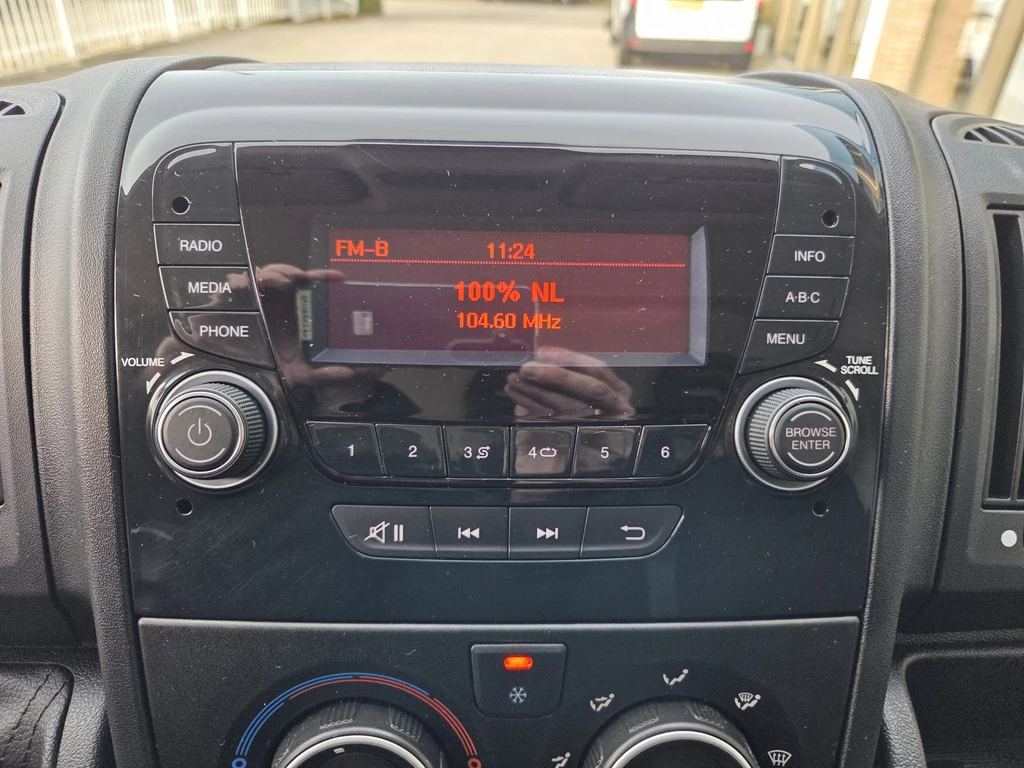 RADIO
MEDIA
PHONE
VOLUME
FM-B 11:24
100% NL
104.60 MHz
INFO
A·B·C
MENU
TUNE
SCROLL
BROWSE
ENTER
1 2 3 4 5 6